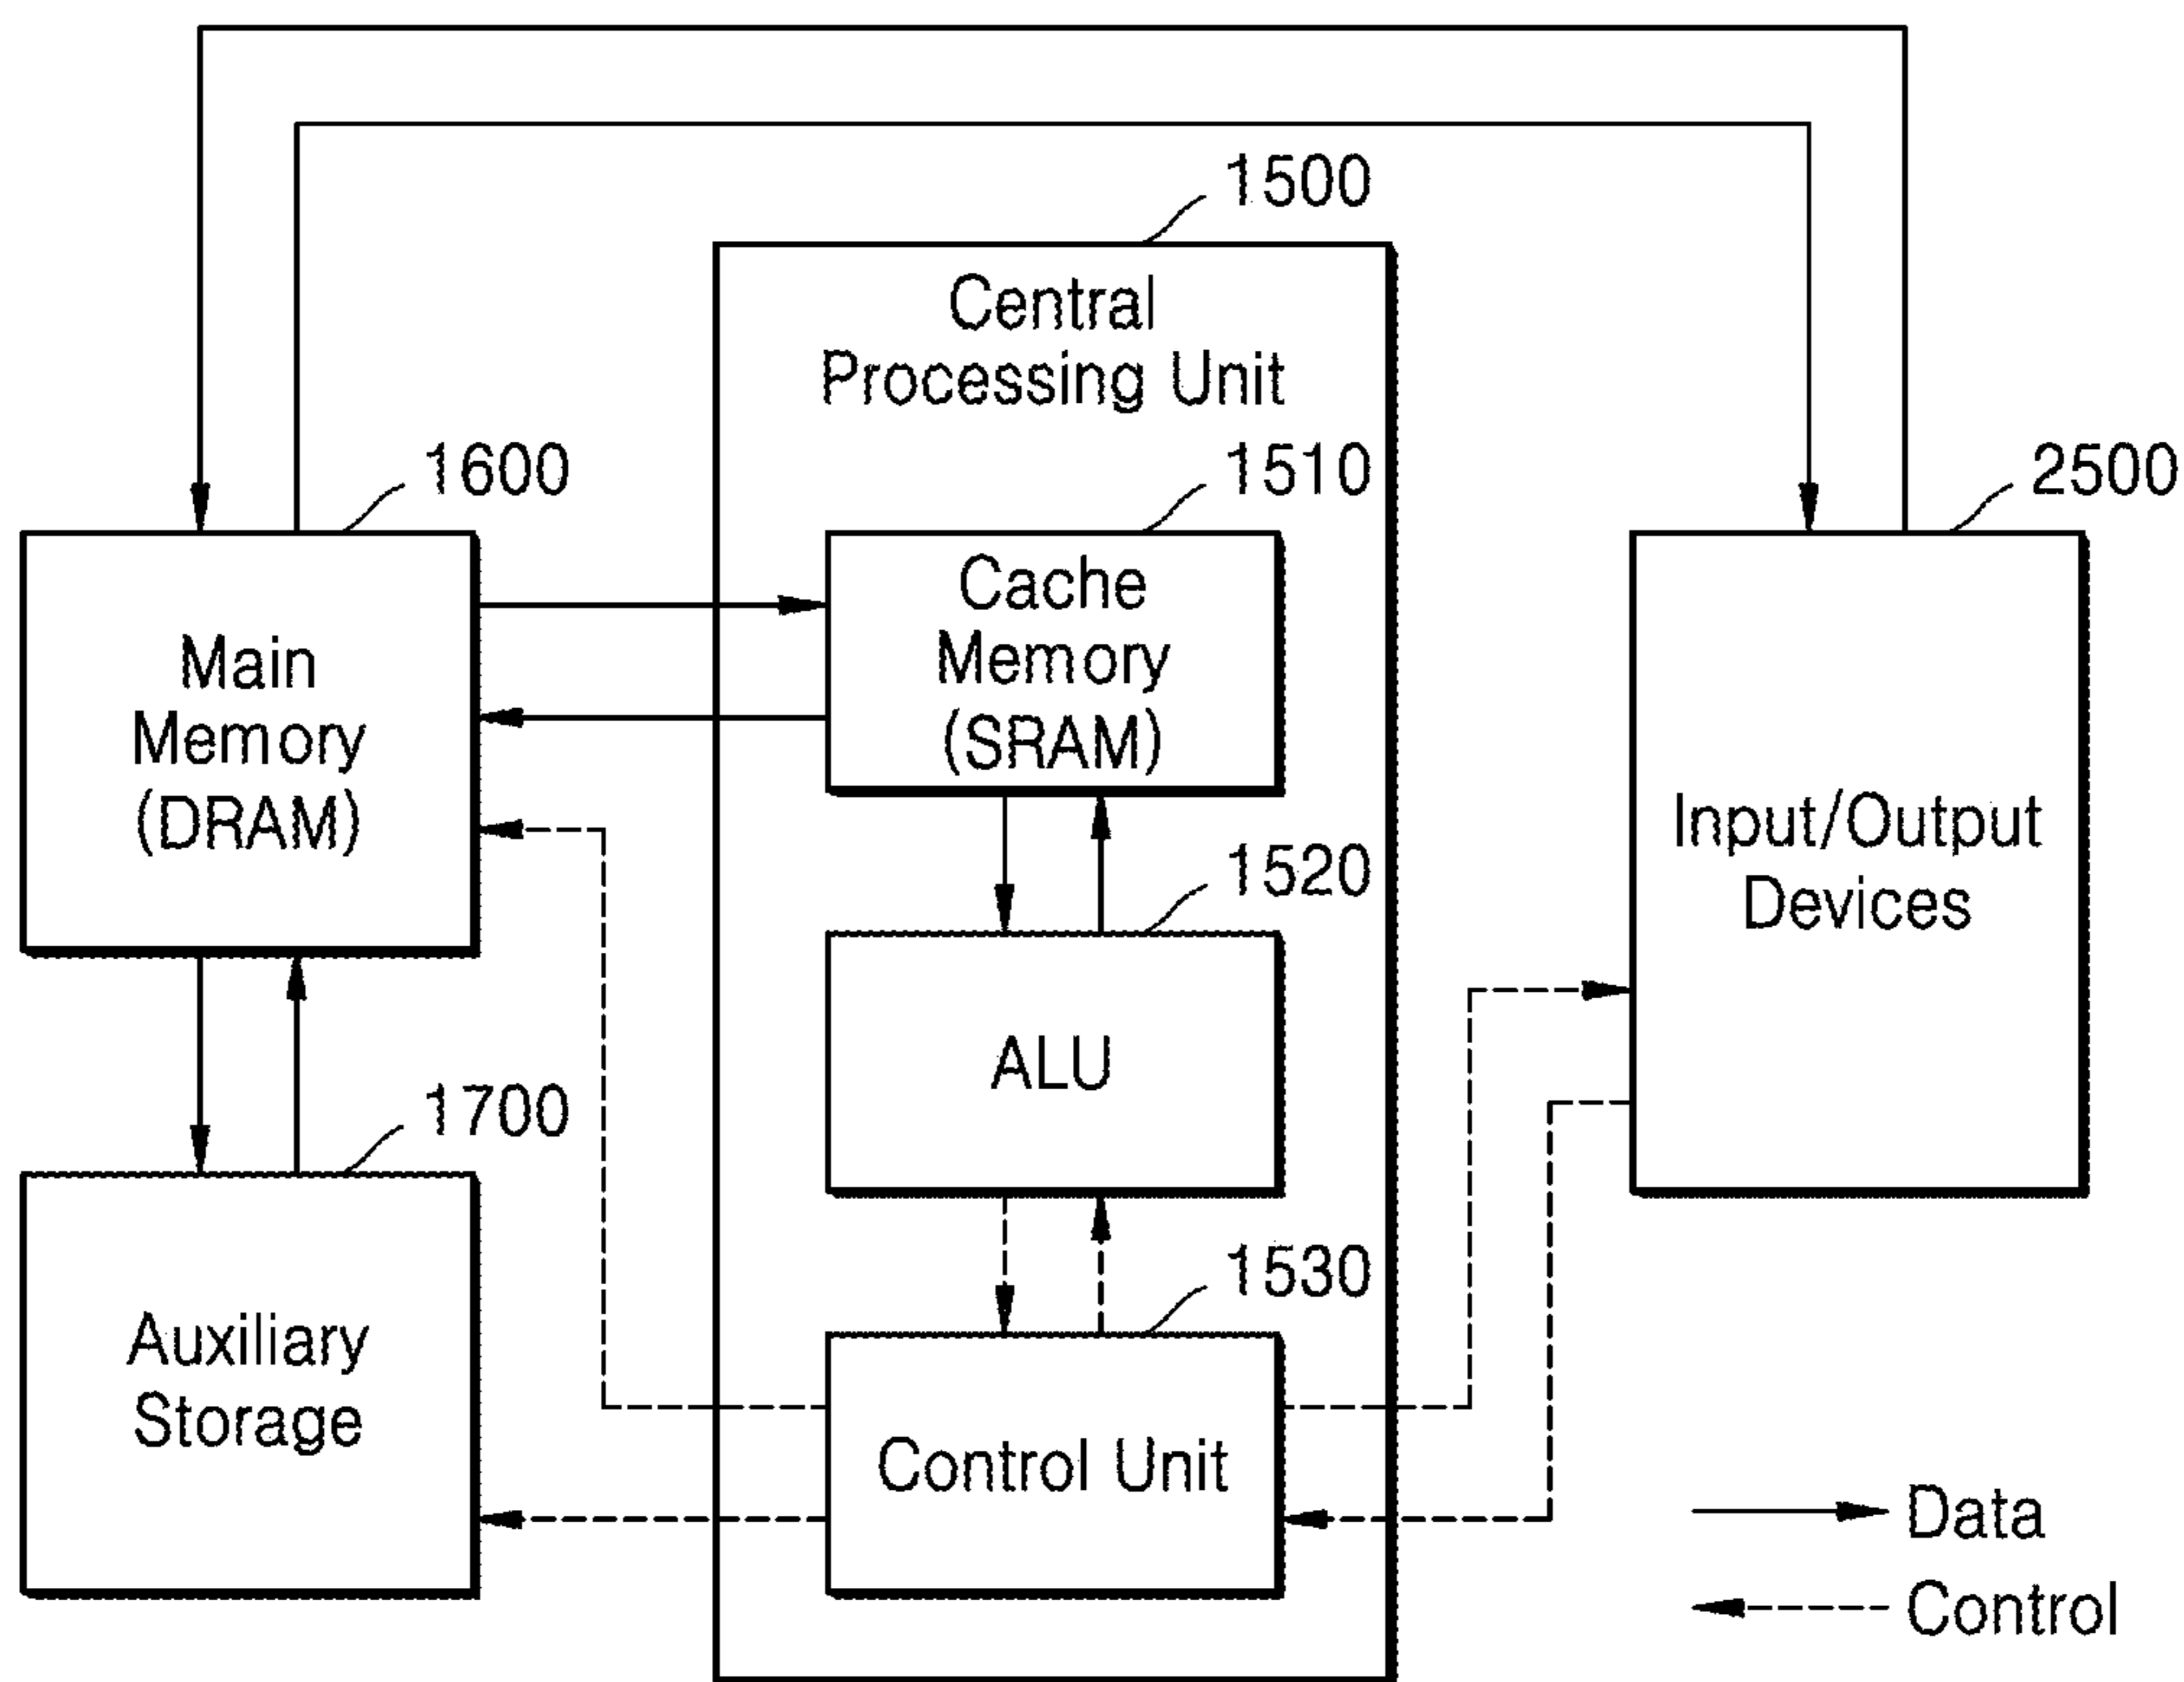 1500
Central
Processing Unit
1600
Main
Memory
(DRAM)
1510
Cache
Memory
(SRAM)
2500
Input/Output
Devices
1520
ALU
1700
Auxiliary
Storage
1530
Control Unit
Data
Control